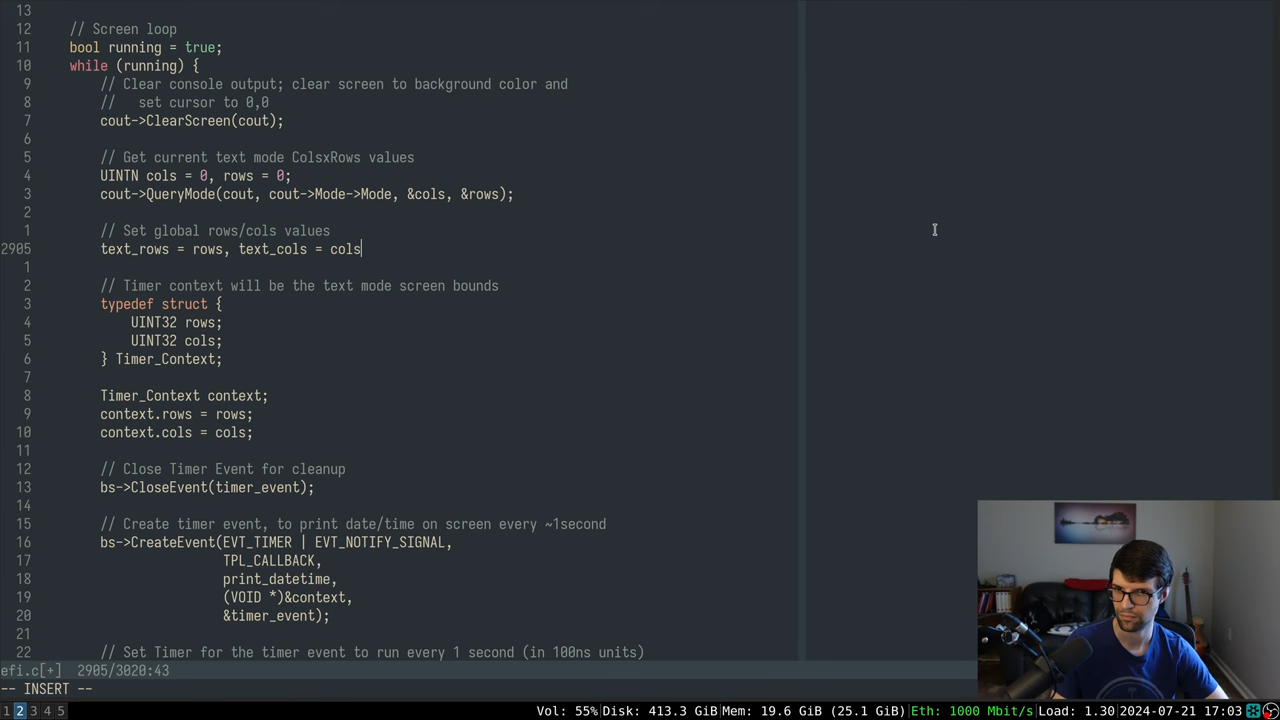 13
12 // Screen loop
11 bool running = true;
10 while (running) {
9 // Clear console output; clear screen to background color and
8 //   set cursor to 0,0
7 cout->ClearScreen(cout);
6
5 // Get current text mode ColsxRows values
4 UINTN cols = 0, rows = 0;
3 cout->QueryMode(cout, cout->Mode->Mode, &cols, &rows);
2
1 // Set global rows/cols values
2905 text_rows = rows, text_cols = cols
1
2 // Timer context will be the text mode screen bounds
3 typedef struct {
4 UINT32 rows;
5 UINT32 cols;
6 } Timer_Context;
7
8 Timer_Context context;
9 context.rows = rows;
10 context.cols = cols;
11
12 // Close Timer Event for cleanup
13 bs->CloseEvent(timer_event);
14
15 // Create timer event, to print date/time on screen every ~1second
16 bs->CreateEvent(EVT_TIMER | EVT_NOTIFY_SIGNAL,
17 TPL_CALLBACK,
18 print_datetime,
19 (VOID *)&context,
20 &timer_event);
21
22 // Set Timer for the timer event to run every 1 second (in 100ns units)
efi.c[+] 2905/3020:43
-- INSERT --
1 2 3 4 5 Vol: 55% Disk: 413.3 GiB Mem: 19.6 GiB (25.1 GiB) Eth: 1000 Mbit/s Load: 1.30 2024-07-21 17:03